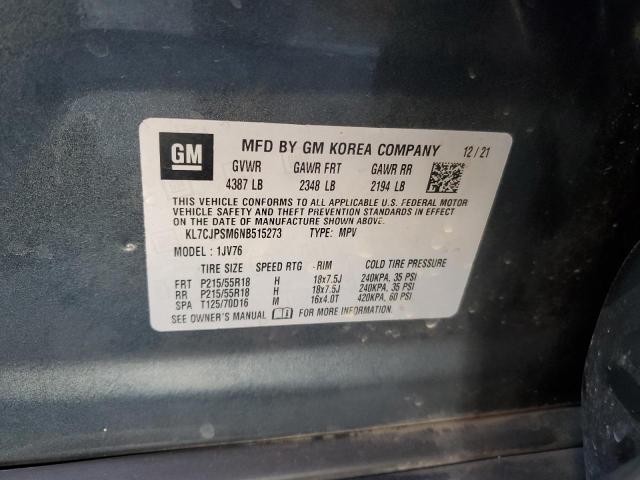 GM MFD BY GM KOREA COMPANY 12/21
GVWR GAWR FRT GAWR RR
4387 LB 2348 LB 2194 LB
THIS VEHICLE CONFORMS TO ALL APPLICABLE U.S. FEDERAL MOTOR
VEHICLE SAFETY AND THEFT PREVENTION STANDARDS IN EFFECT
ON THE DATE OF MANUFACTURE SHOWN ABOVE.
KL7CJPSM6NB515273 TYPE: MPV
MODEL: 1JV76
TIRE SIZE SPEED RTG RIM COLD TIRE PRESSURE
FRT P215/55R18 H 18x7.5J 240KPA, 35 PSI
RR P215/55R18 H 18x7.5J 240KPA, 35 PSI
SPA T125/70D16 M 16x4.0T 420KPA, 60 PSI
SEE OWNER'S MANUAL FOR MORE INFORMATION.